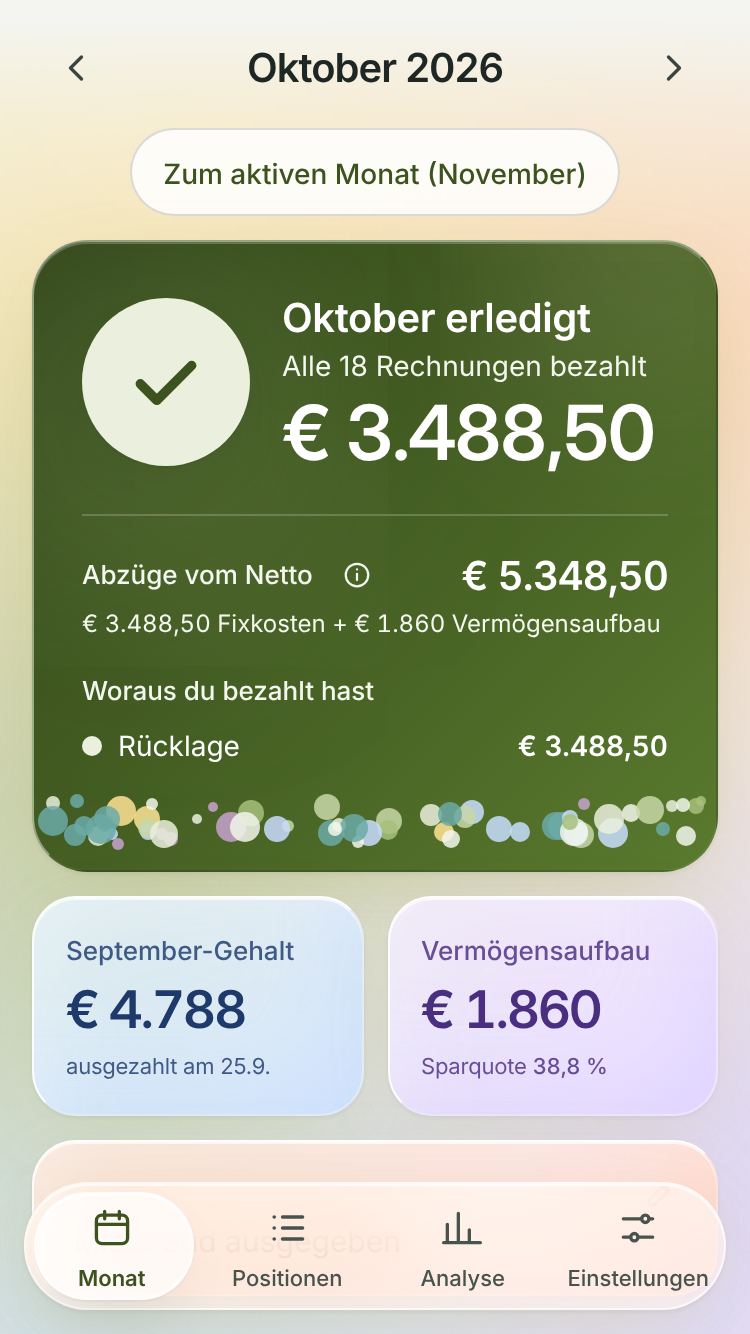 Oktober 2026
Zum aktiven Monat (November)
Oktober erledigt
Alle 18 Rechnungen bezahlt
€ 3.488,50
Abzüge vom Netto
€ 5.348,50
€ 3.488,50 Fixkosten + € 1.860 Vermögensaufbau
Woraus du bezahlt hast
Rücklage
€ 3.488,50
September-Gehalt
€ 4.788
ausgezahlt am 25.9.
Vermögensaufbau
€ 1.860
Sparquote 38,8 %
ausgegeben
Monat
Positionen
Analyse
Einstellungen